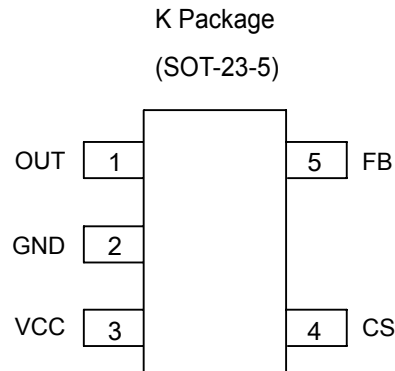 K Package
(SOT-23-5)
OUT 1 5 FB
GND 2
VCC 3 4 CS